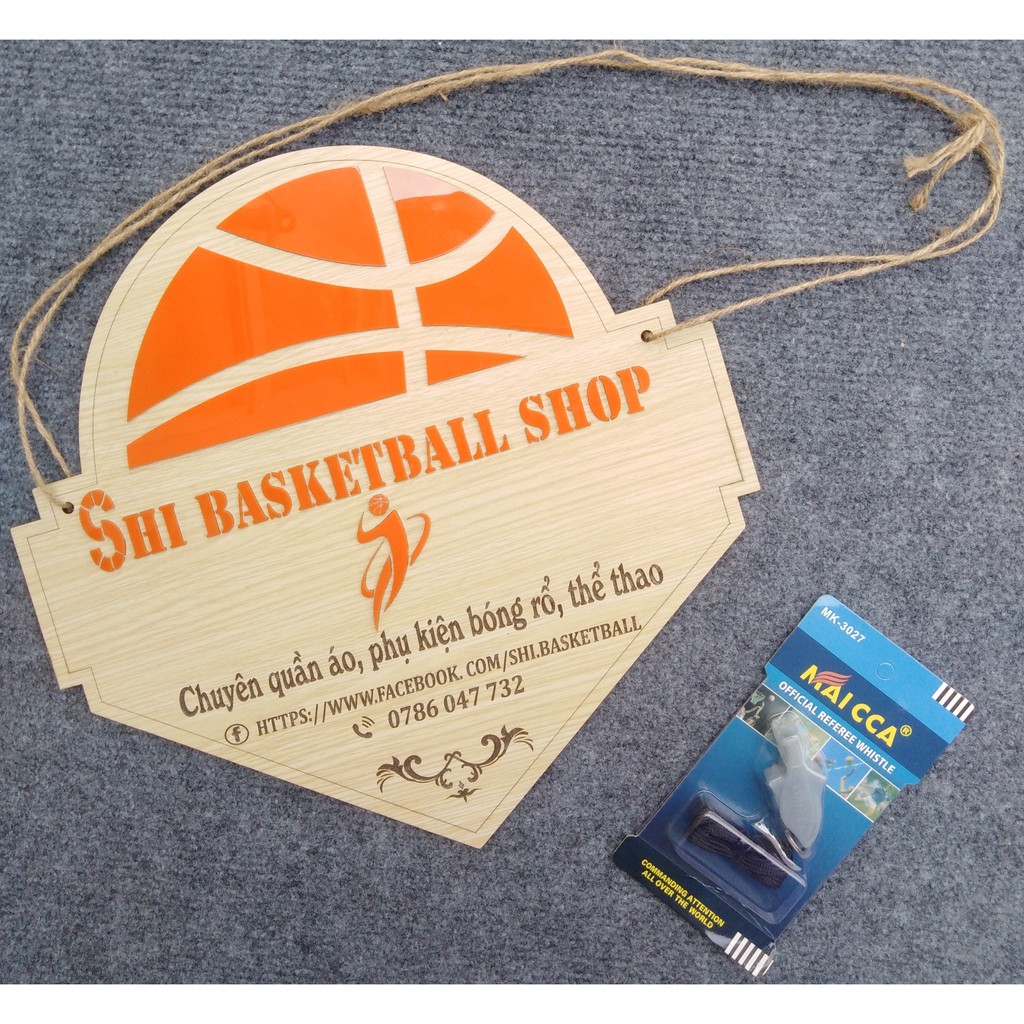 SHI BASKETBALL SHOP
Chuyên quần áo, phụ kiện bóng rổ, thể thao
HTTPS://WWW.FACEBOOK.COM/SHI.BASKETBALL
0786 047 732
MK-3027
MAICCA®
OFFICIAL REFEREE WHISTLE
COMMANDING ATTENTION
ALL OVER THE WORLD